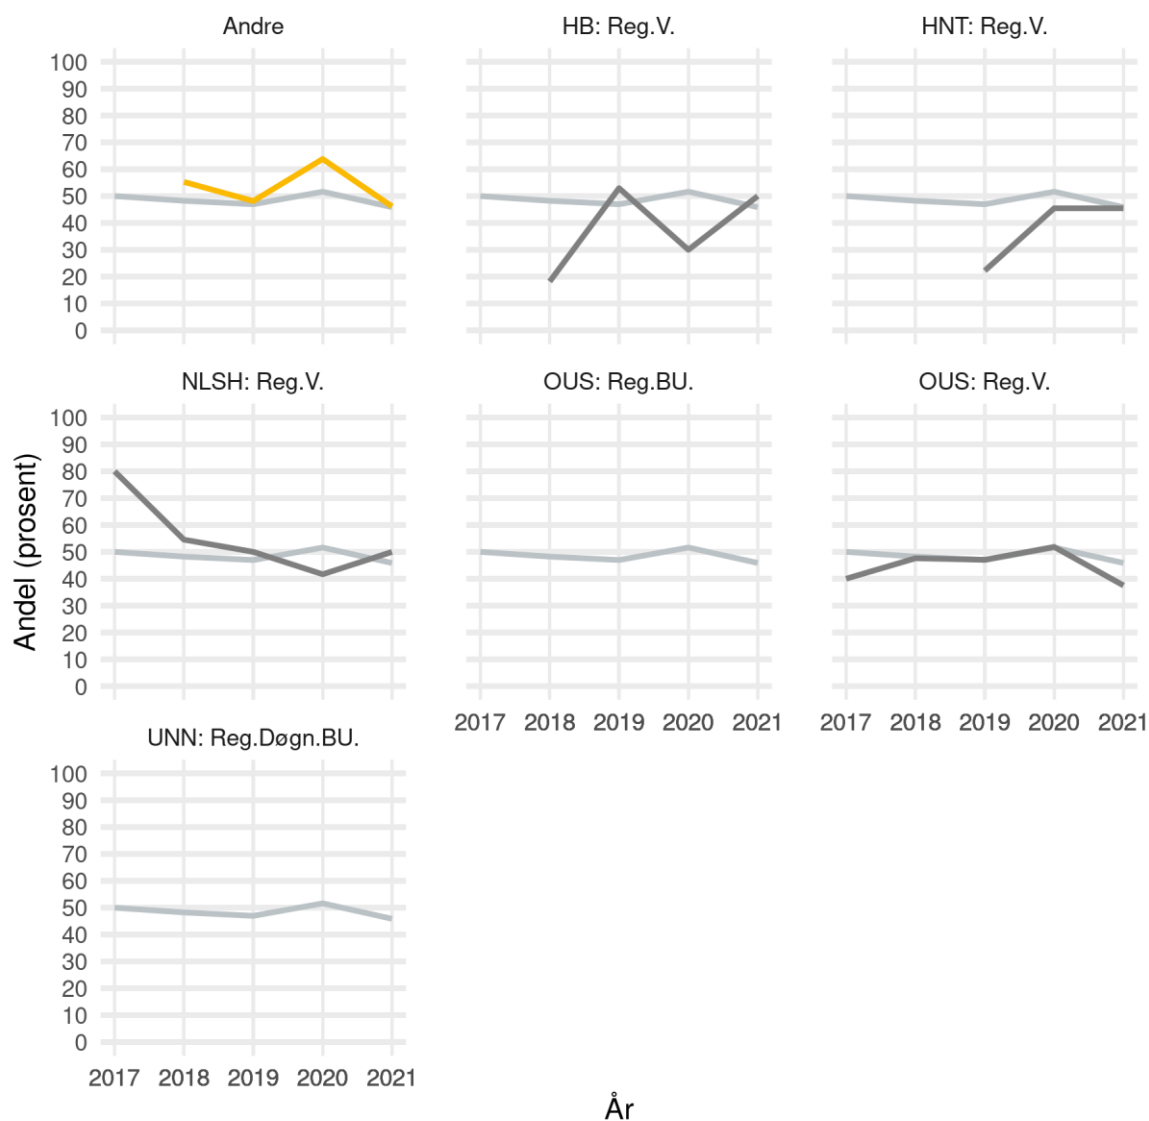 Andre
HB: Reg.V.
HNT: Reg.V.
100
90
80
70
60
50
40
30
20
10
0
NLSH: Reg.V.
OUS: Reg.BU.
OUS: Reg.V.
100
90
80
70
60
50
40
30
20
10
0
Andel (prosent)
2017 2018 2019 2020 2021
2017 2018 2019 2020 2021
UNN: Reg.Døgn.BU.
100
90
80
70
60
50
40
30
20
10
0
2017 2018 2019 2020 2021
År